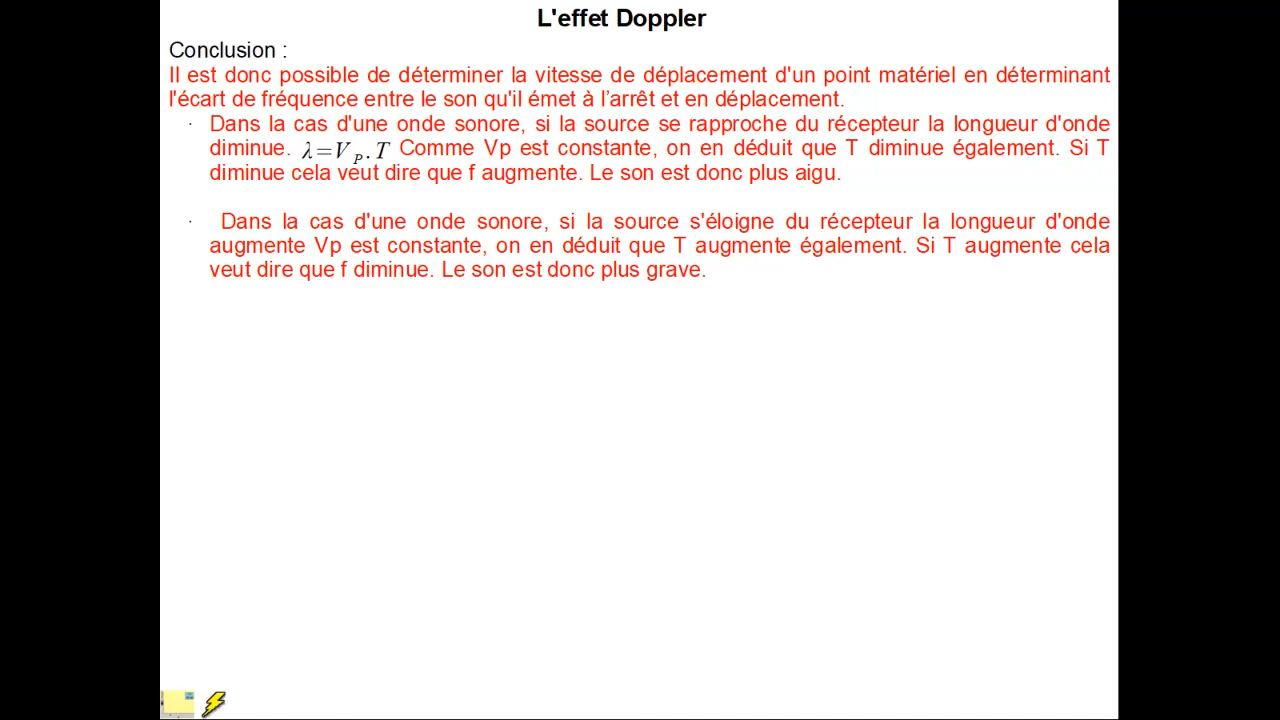 L'effet Doppler
Conclusion :
Il est donc possible de déterminer la vitesse de déplacement d'un point matériel en déterminant
l'écart de fréquence entre le son qu'il émet à l’arrêt et en déplacement.
· Dans la cas d'une onde sonore, si la source se rapproche du récepteur la longueur d'onde
diminue. λ=V_P.T Comme Vp est constante, on en déduit que T diminue également. Si T
diminue cela veut dire que f augmente. Le son est donc plus aigu.
· Dans la cas d'une onde sonore, si la source s'éloigne du récepteur la longueur d'onde
augmente Vp est constante, on en déduit que T augmente également. Si T augmente cela
veut dire que f diminue. Le son est donc plus grave.